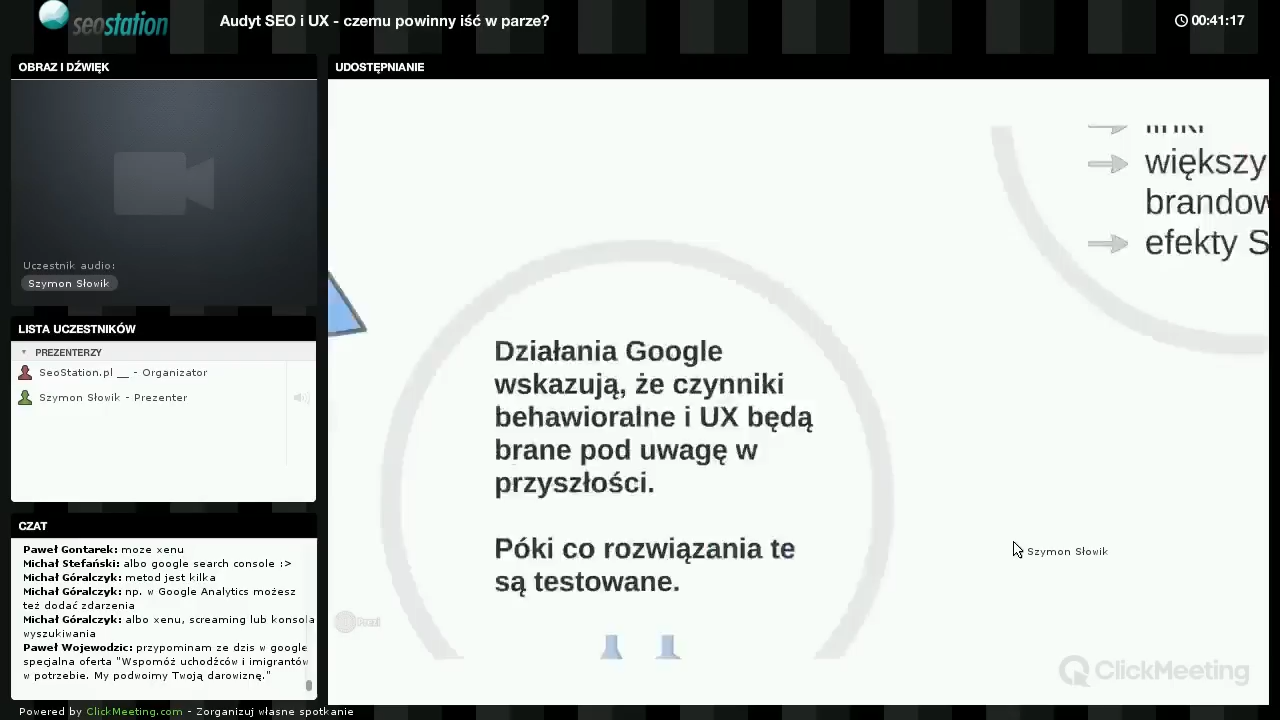 seostation
Audyt SEO i UX - czemu powinny iść w parze?
00:41:17
OBRAZ I DŹWIĘK
Uczestnik audio:
Szymon Słowik
LISTA UCZESTNIKÓW
PREZENTERZY
SeoStation.pl __ - Organizator
Szymon Słowik - Prezenter
CZAT
Paweł Gontarek: moze xenu
Michał Stefański: albo google search console :>
Michał Góralczyk: metod jest kilka
Michał Góralczyk: np. w Google Analytics możesz
też dodać zdarzenia
Michał Góralczyk: albo xenu, screaming lub konsola
wyszukiwania
Paweł Wojewodzic: przypominam ze dzis w google
specjalna oferta "Wspomóż uchodźców i imigrantów
w potrzebie. My podwoimy Twoją darowiznę."
UDOSTĘPNIANIE
linki
większy
brandow
efekty S
Działania Google
wskazują, że czynniki
behawioralne i UX będą
brane pod uwagę w
przyszłości.
Póki co rozwiązania te
są testowane.
Szymon Słowik
Prezi
ClickMeeting
Powered by ClickMeeting.com - Zorganizuj własne spotkanie